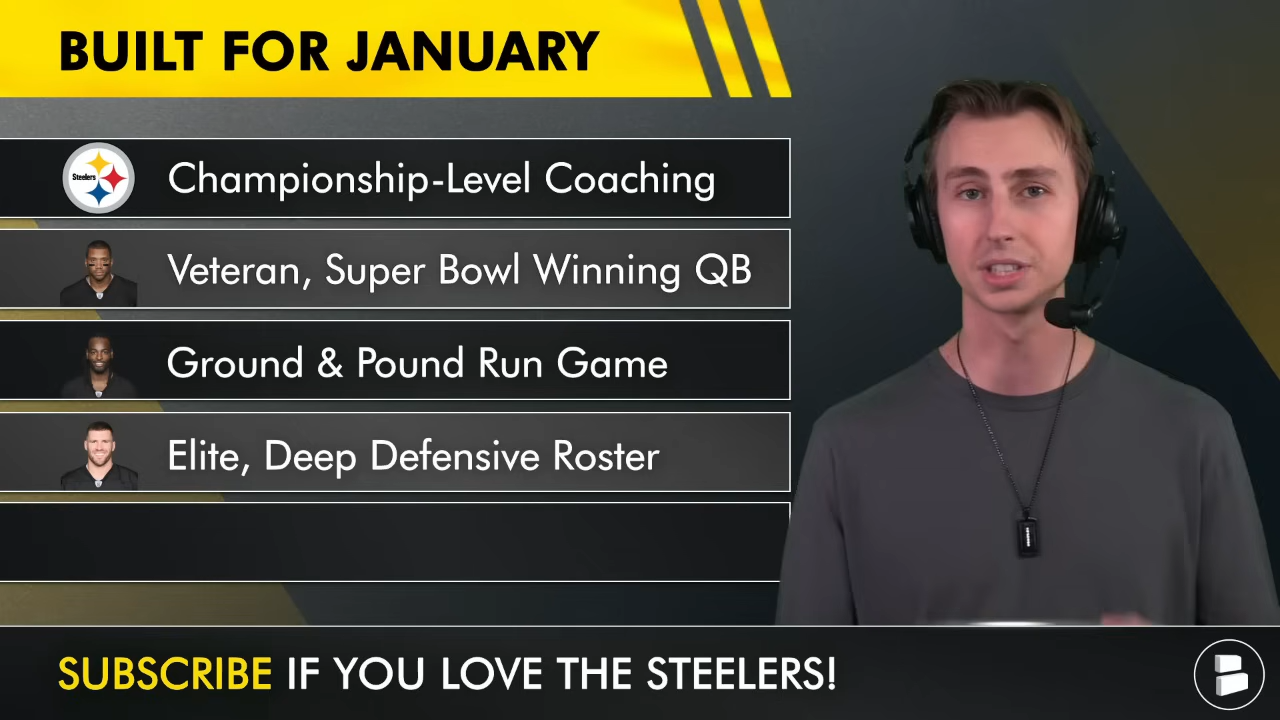 BUILT FOR JANUARY
Steelers
Championship-Level Coaching
Veteran, Super Bowl Winning QB
Ground & Pound Run Game
Elite, Deep Defensive Roster
SUBSCRIBE IF YOU LOVE THE STEELERS!